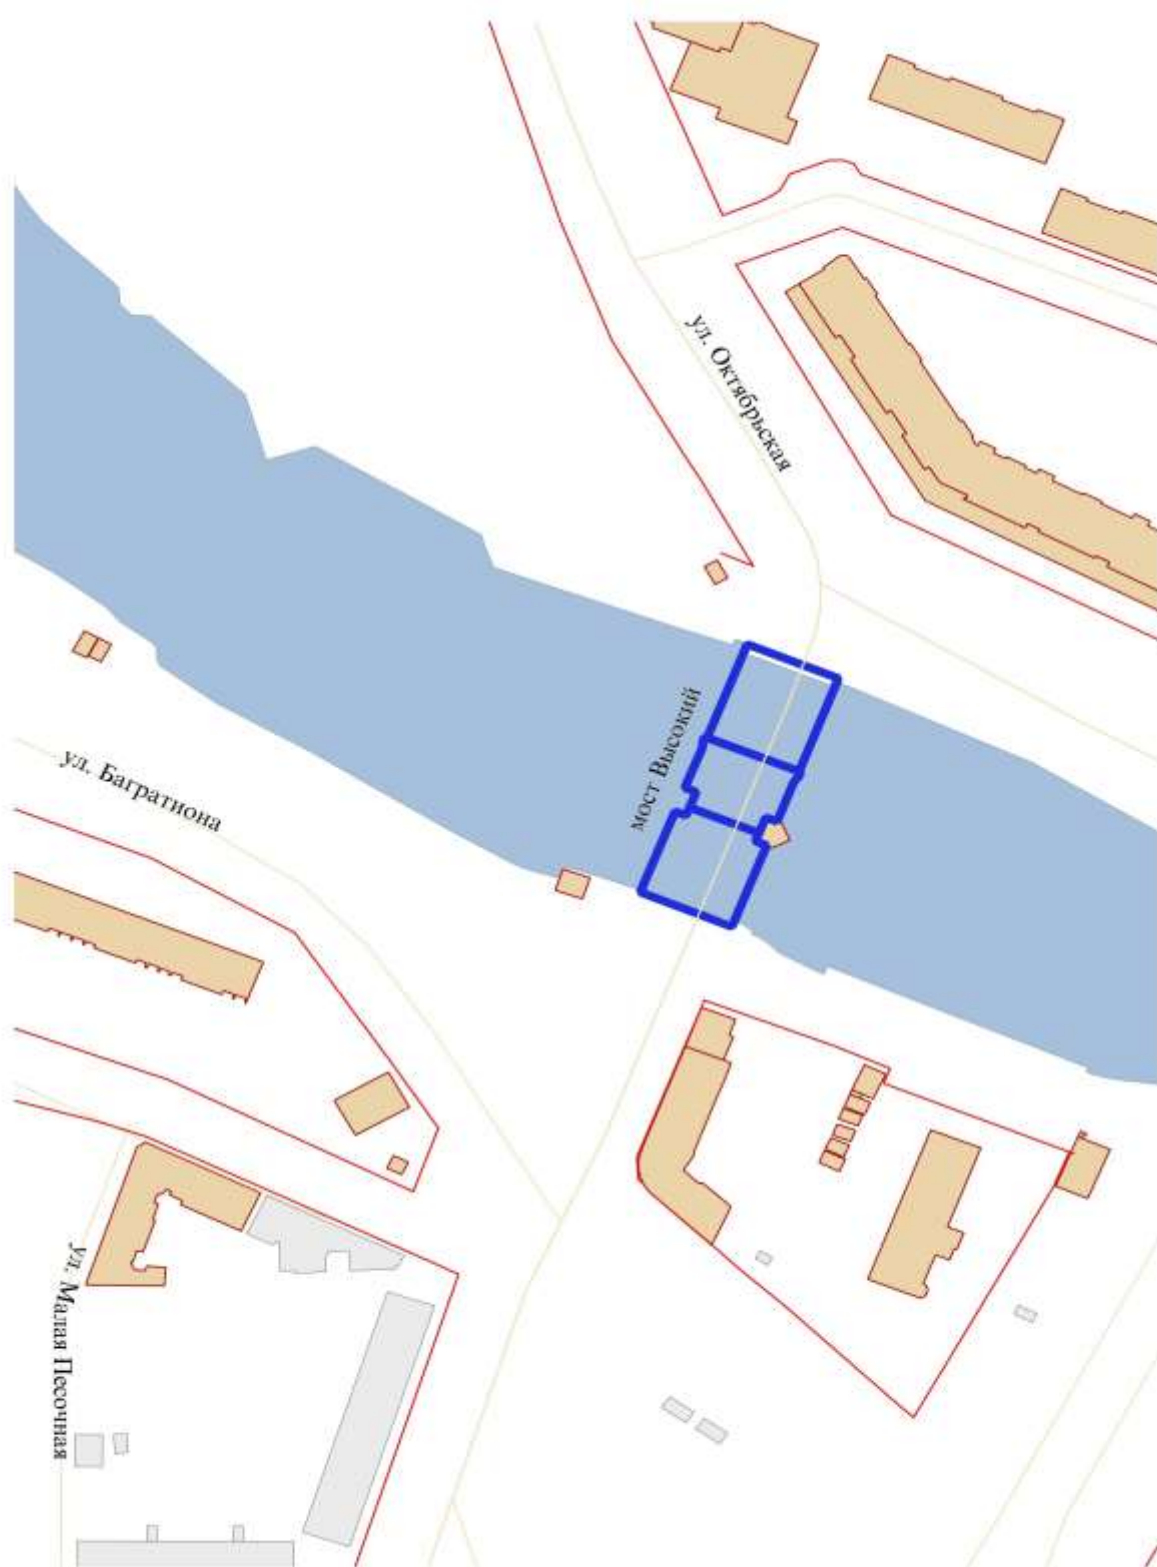 ул. Октябрьская
мост Высокий
ул. Багратиона
ул. Малая Песочная